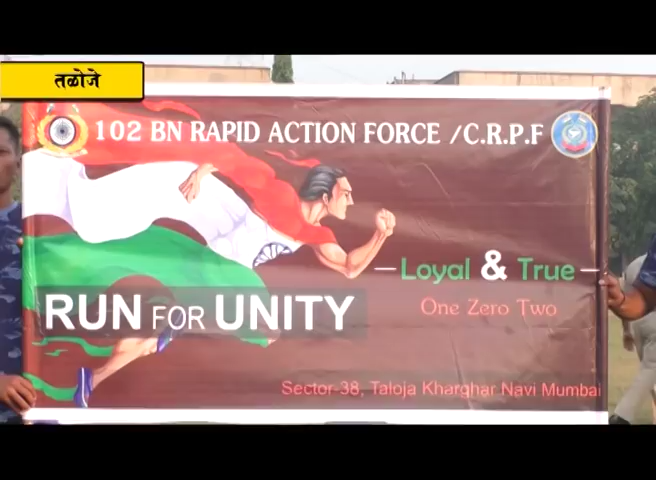 तळोजे
102 BN RAPID ACTION FORCE /C.R.P.F
Loyal & True
One Zero Two
RUN FOR UNITY
Sector-38, Taloja Kharghar Navi Mumbai